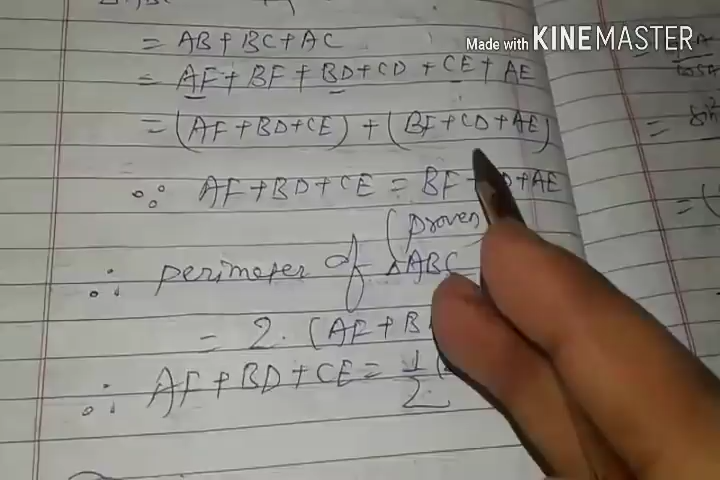 = AB + BC + AC
Made with KINEMASTER
= AF + BF + BD + CD + CE + AE
= (AF + BD + CE) + (BF + CD + AE)
∵ AF + BD + CE = BF + D + AE
(proven
∴ perimeter of ΔABC
= 2. (AF + B
∴ AF + BD + CE = 1/2